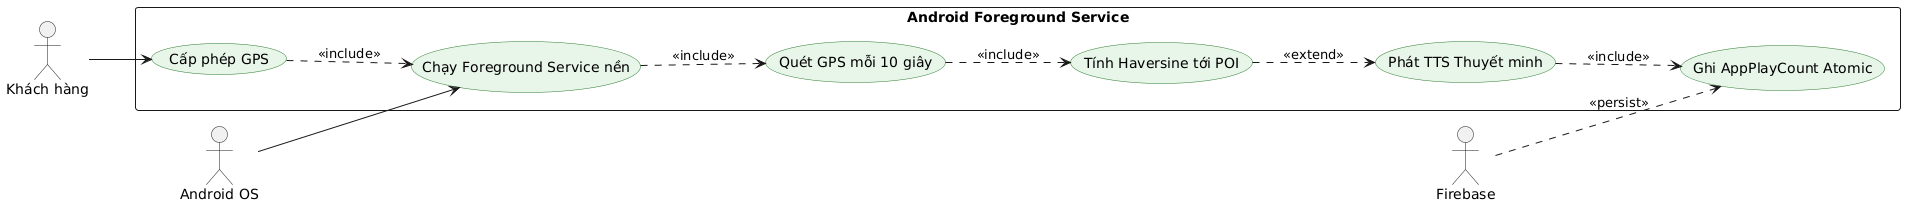 Android Foreground Service
Khách hàng
Cấp phép GPS
«include»
Chạy Foreground Service nền
«include»
Quét GPS mỗi 10 giây
«include»
Tính Haversine tới POI
«extend»
Phát TTS Thuyết minh
«include»
Ghi AppPlayCount Atomic
«persist»
Android OS
Firebase